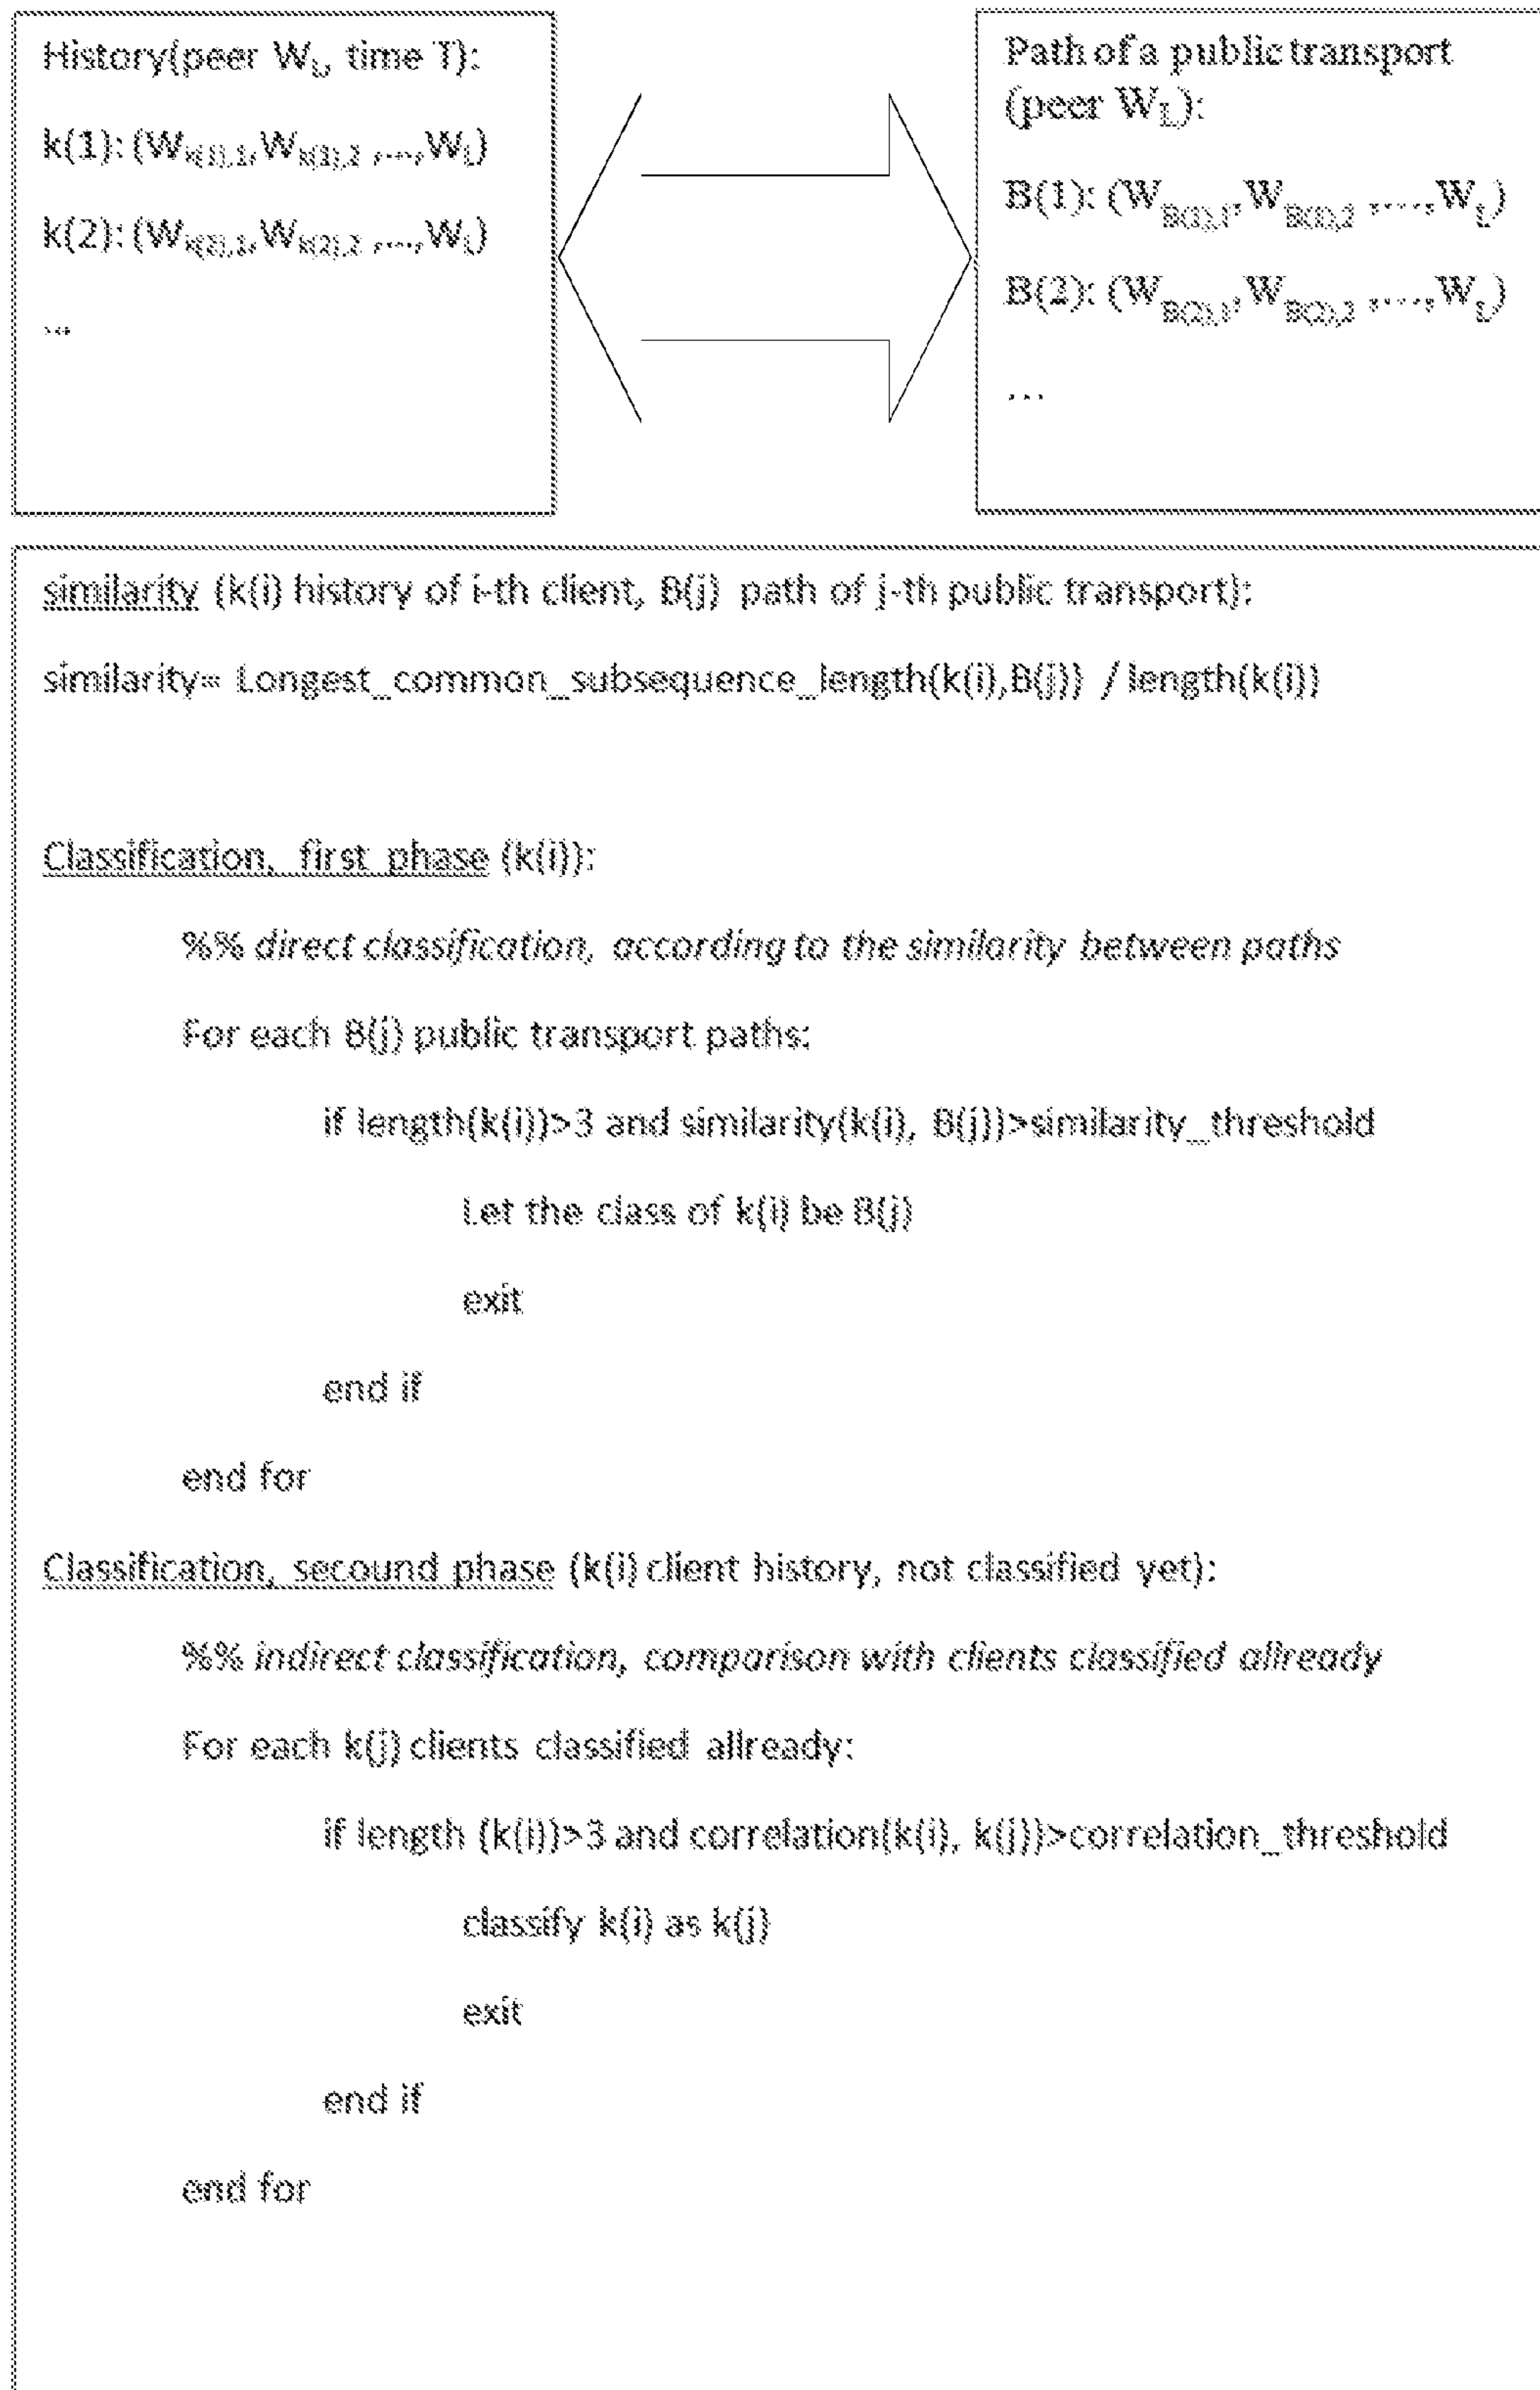 History(peer W_L, time T):
k(1): (W_k(1),1, W_k(1),2 ,..., W_L)
k(2): (W_k(2),1, W_k(2),2 ,..., W_L)
...
Path of a public transport
(peer W_L):
B(1): (W_B(1),1, W_B(1),2 ,...., W_L)
B(2): (W_B(2),1, W_B(2),2 ,...., W_L)
...
similarity (k(i) history of i-th client, B(j) path of j-th public transport):
similarity= Longest_common_subsequence_length(k(i),B(j)) / length(k(i))
Classification, first phase (k(i)):
%% direct classification, according to the similarity between paths
For each B(j) public transport paths:
if length(k(i))>3 and similarity(k(i), B(j))>similarity_threshold
Let the class of k(i) be B(j)
exit
end if
end for
Classification, secound phase (k(i) client history, not classified yet):
%% indirect classification, comparison with clients classified allready
For each k(j) clients classified allready:
if length (k(i))>3 and correlation(k(i), k(j))>correlation_threshold
classify k(i) as k(j)
exit
end if
end for